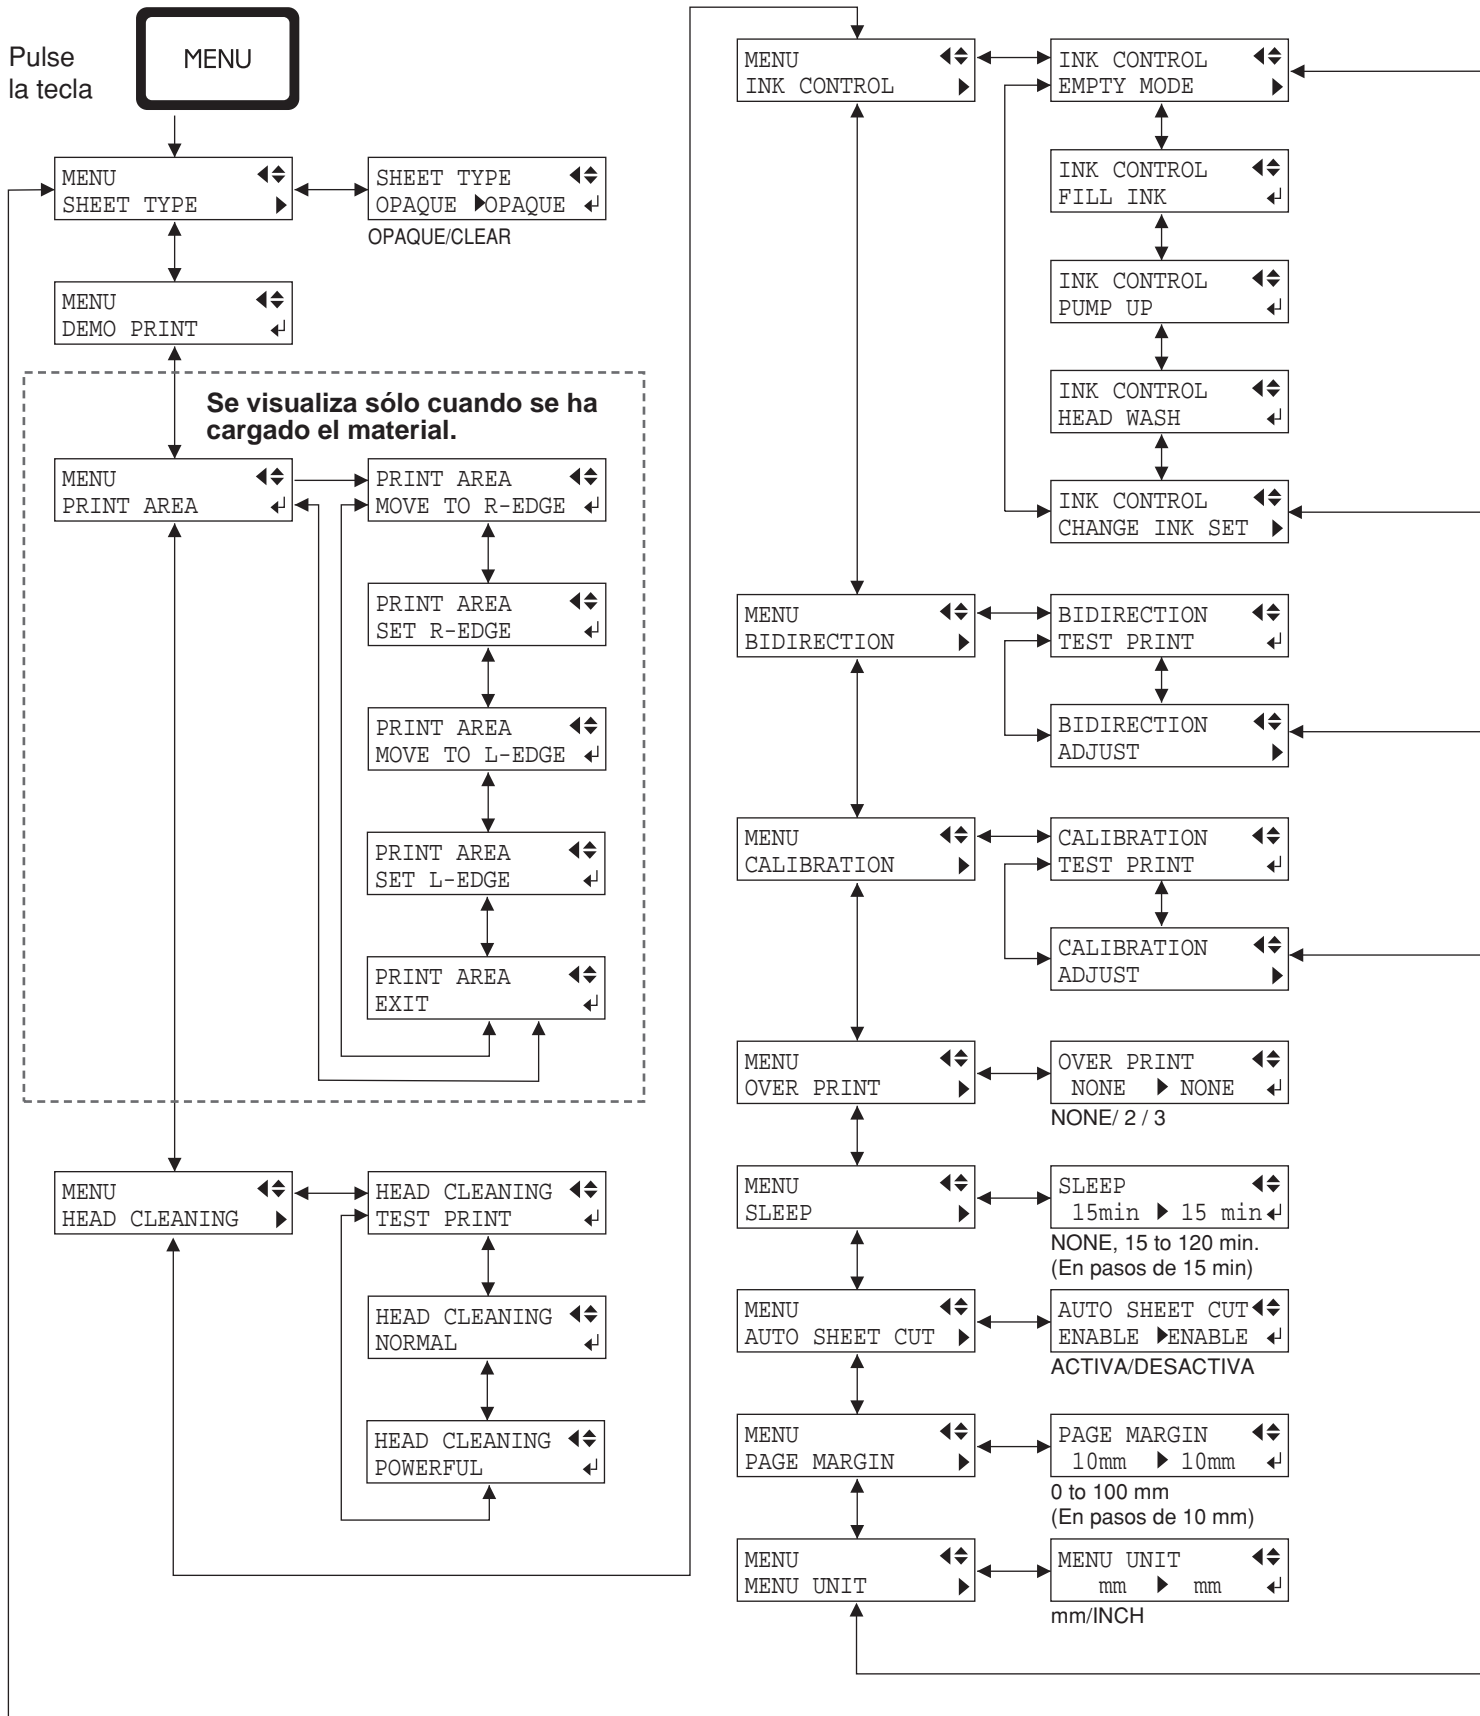 Pulse
la tecla
MENU
MENU
SHEET TYPE
SHEET TYPE
OPAQUE OPAQUE
OPAQUE/CLEAR
MENU
DEMO PRINT
Se visualiza sólo cuando se ha
cargado el material.
MENU
PRINT AREA
PRINT AREA
MOVE TO R-EDGE
PRINT AREA
SET R-EDGE
PRINT AREA
MOVE TO L-EDGE
PRINT AREA
SET L-EDGE
PRINT AREA
EXIT
MENU
HEAD CLEANING
HEAD CLEANING
TEST PRINT
HEAD CLEANING
NORMAL
HEAD CLEANING
POWERFUL
MENU
INK CONTROL
INK CONTROL
EMPTY MODE
INK CONTROL
FILL INK
INK CONTROL
PUMP UP
INK CONTROL
HEAD WASH
INK CONTROL
CHANGE INK SET
MENU
BIDIRECTION
BIDIRECTION
TEST PRINT
BIDIRECTION
ADJUST
MENU
CALIBRATION
CALIBRATION
TEST PRINT
CALIBRATION
ADJUST
MENU
OVER PRINT
OVER PRINT
NONE NONE
NONE/ 2 / 3
MENU
SLEEP
SLEEP
15min 15 min
NONE, 15 to 120 min.
(En pasos de 15 min)
MENU
AUTO SHEET CUT
AUTO SHEET CUT
ENABLE ENABLE
ACTIVA/DESACTIVA
MENU
PAGE MARGIN
PAGE MARGIN
10mm 10mm
0 to 100 mm
(En pasos de 10 mm)
MENU
MENU UNIT
MENU UNIT
mm mm
mm/INCH